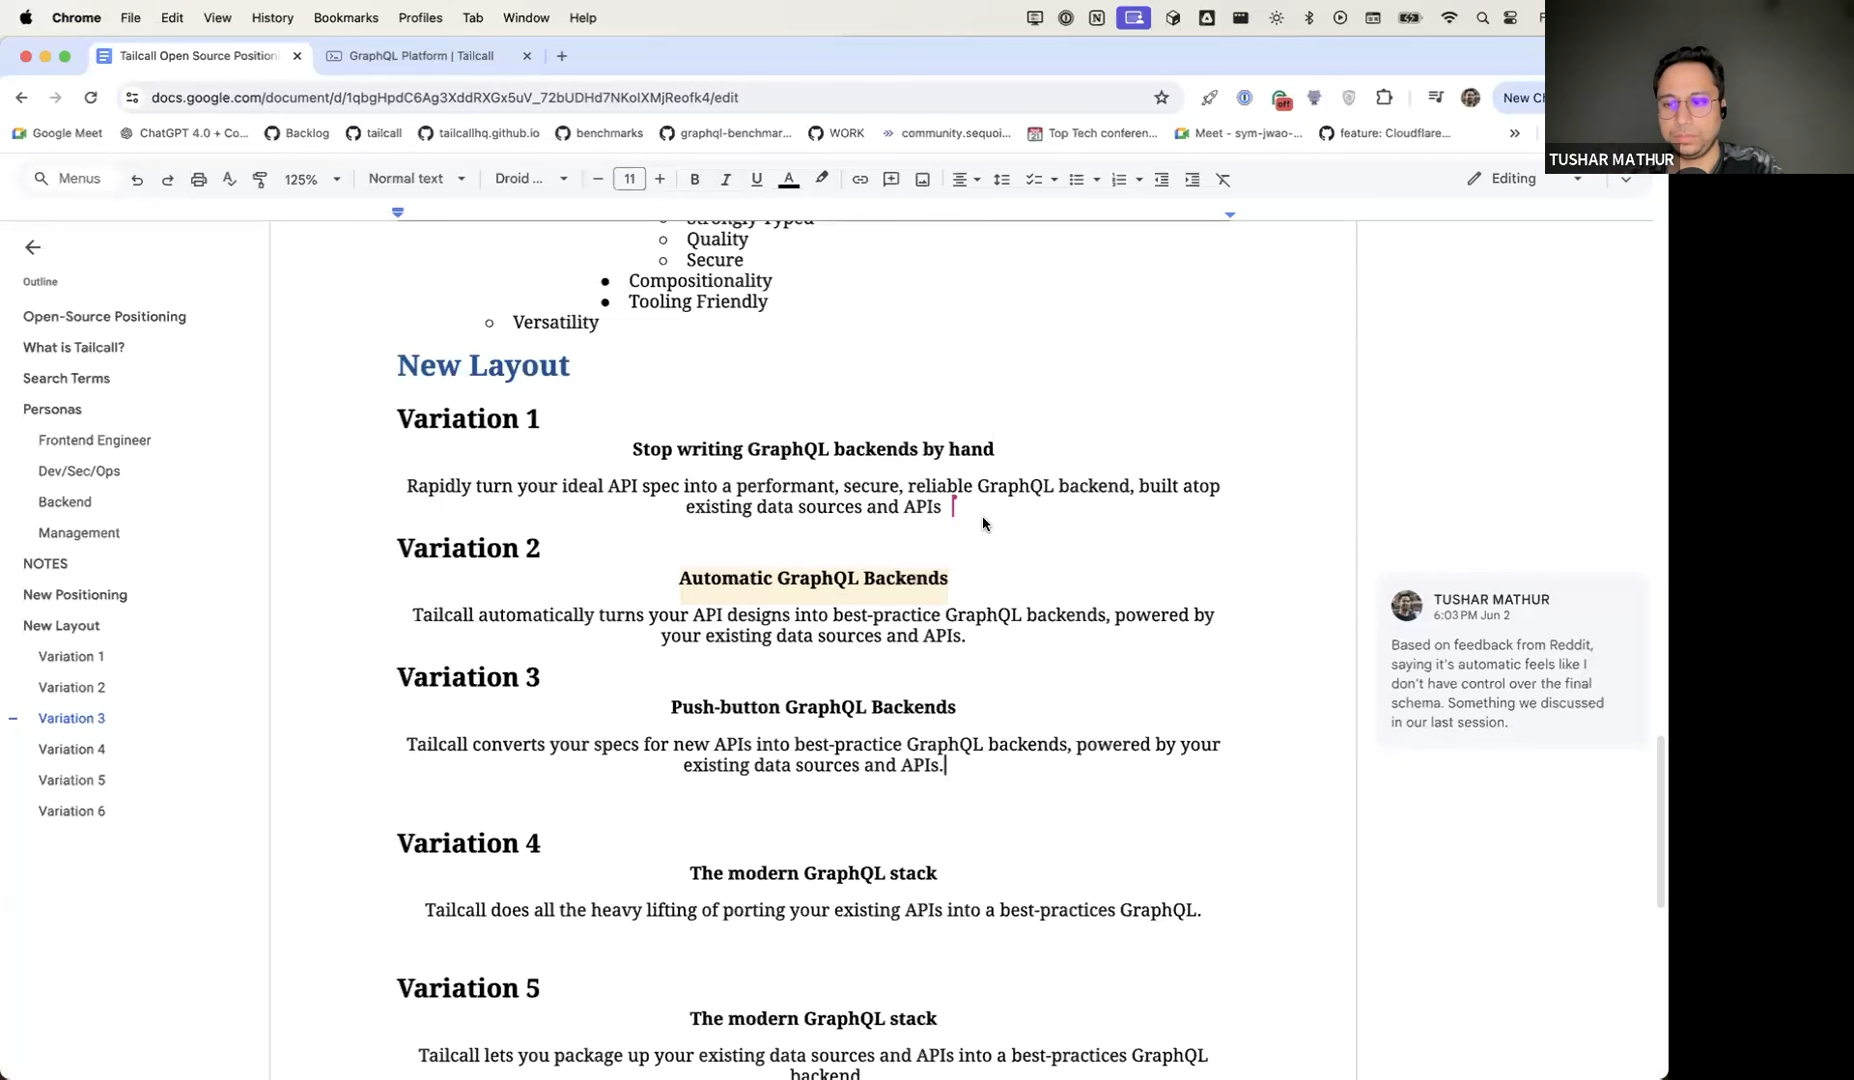 Chrome File Edit View History Bookmarks Profiles Tab Window Help
Tailcall Open Source Position
GraphQL Platform | Tailcall
docs.google.com/document/d/1qbgHpdC6Ag3XddRXGx5uV_72bUDHd7NKolXMjReofk4/edit
New Ch
Google Meet ChatGPT 4.0 + Co... Backlog tailcall tailcallhq.github.io benchmarks graphql-benchmar... WORK community.sequoi... Top Tech conferen... Meet - sym-jwao-... feature: Cloudflare...
TUSHAR MATHUR
Menus 125% Normal text Droid ... 11 Editing
Outline
Open-Source Positioning
What is Tailcall?
Search Terms
Personas
Frontend Engineer
Dev/Sec/Ops
Backend
Management
NOTES
New Positioning
New Layout
Variation 1
Variation 2
Variation 3
Variation 4
Variation 5
Variation 6
Strongly Typed
Quality
Secure
Compositionality
Tooling Friendly
Versatility
New Layout
Variation 1
Stop writing GraphQL backends by hand
Rapidly turn your ideal API spec into a performant, secure, reliable GraphQL backend, built atop
existing data sources and APIs
Variation 2
Automatic GraphQL Backends
Tailcall automatically turns your API designs into best-practice GraphQL backends, powered by
your existing data sources and APIs.
Variation 3
Push-button GraphQL Backends
Tailcall converts your specs for new APIs into best-practice GraphQL backends, powered by your
existing data sources and APIs.
Variation 4
The modern GraphQL stack
Tailcall does all the heavy lifting of porting your existing APIs into a best-practices GraphQL.
Variation 5
The modern GraphQL stack
Tailcall lets you package up your existing data sources and APIs into a best-practices GraphQL
backend.
TUSHAR MATHUR
6:03 PM Jun 2
Based on feedback from Reddit,
saying it's automatic feels like I
don't have control over the final
schema. Something we discussed
in our last session.